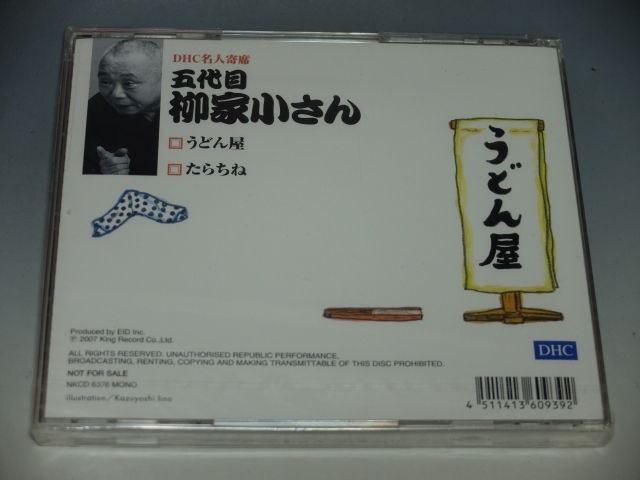 DHC名人寄席
五代目
柳家小さん
うどん屋
たらちね
うどん屋
Produced by EID Inc.
℗ 2007 King Record Co.,Ltd.
ALL RIGHTS RESERVED. UNAUTHORISED REPUBLIC PERFORMANCE,
BROADCASTING, RENTING, COPYING AND MAKING TRANSMITTABLE OF THIS DISC PROHIBITED.
NOT FOR SALE
NKCD 6376 MONO
illustration/Kazuyoshi Iino
DHC
4 511413 609392